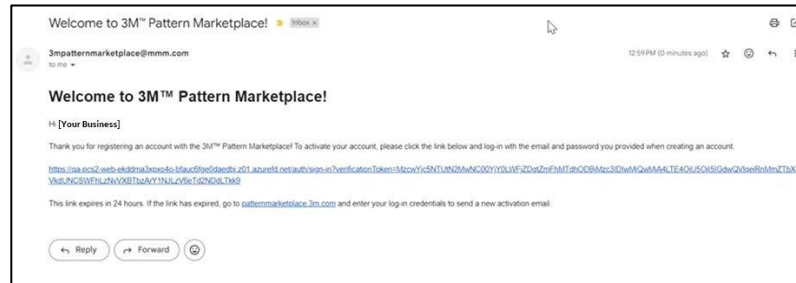 Welcome to 3M™ Pattern Marketplace! Inbox ×
3mpatternmarketplace@mmm.com 12:59 PM (0 minutes ago)
to me
Welcome to 3M™ Pattern Marketplace!
Hi [Your Business]
Thank you for registering an account with the 3M™ Pattern Marketplace! To activate your account, please click the link below and log-in wth the email and password you provided when creating an account.
This link expires in 24 hours. If the link has expired, go to patternmarketplace.3m.com and enter your log-in credentials to send a new activation email.
Reply Forward